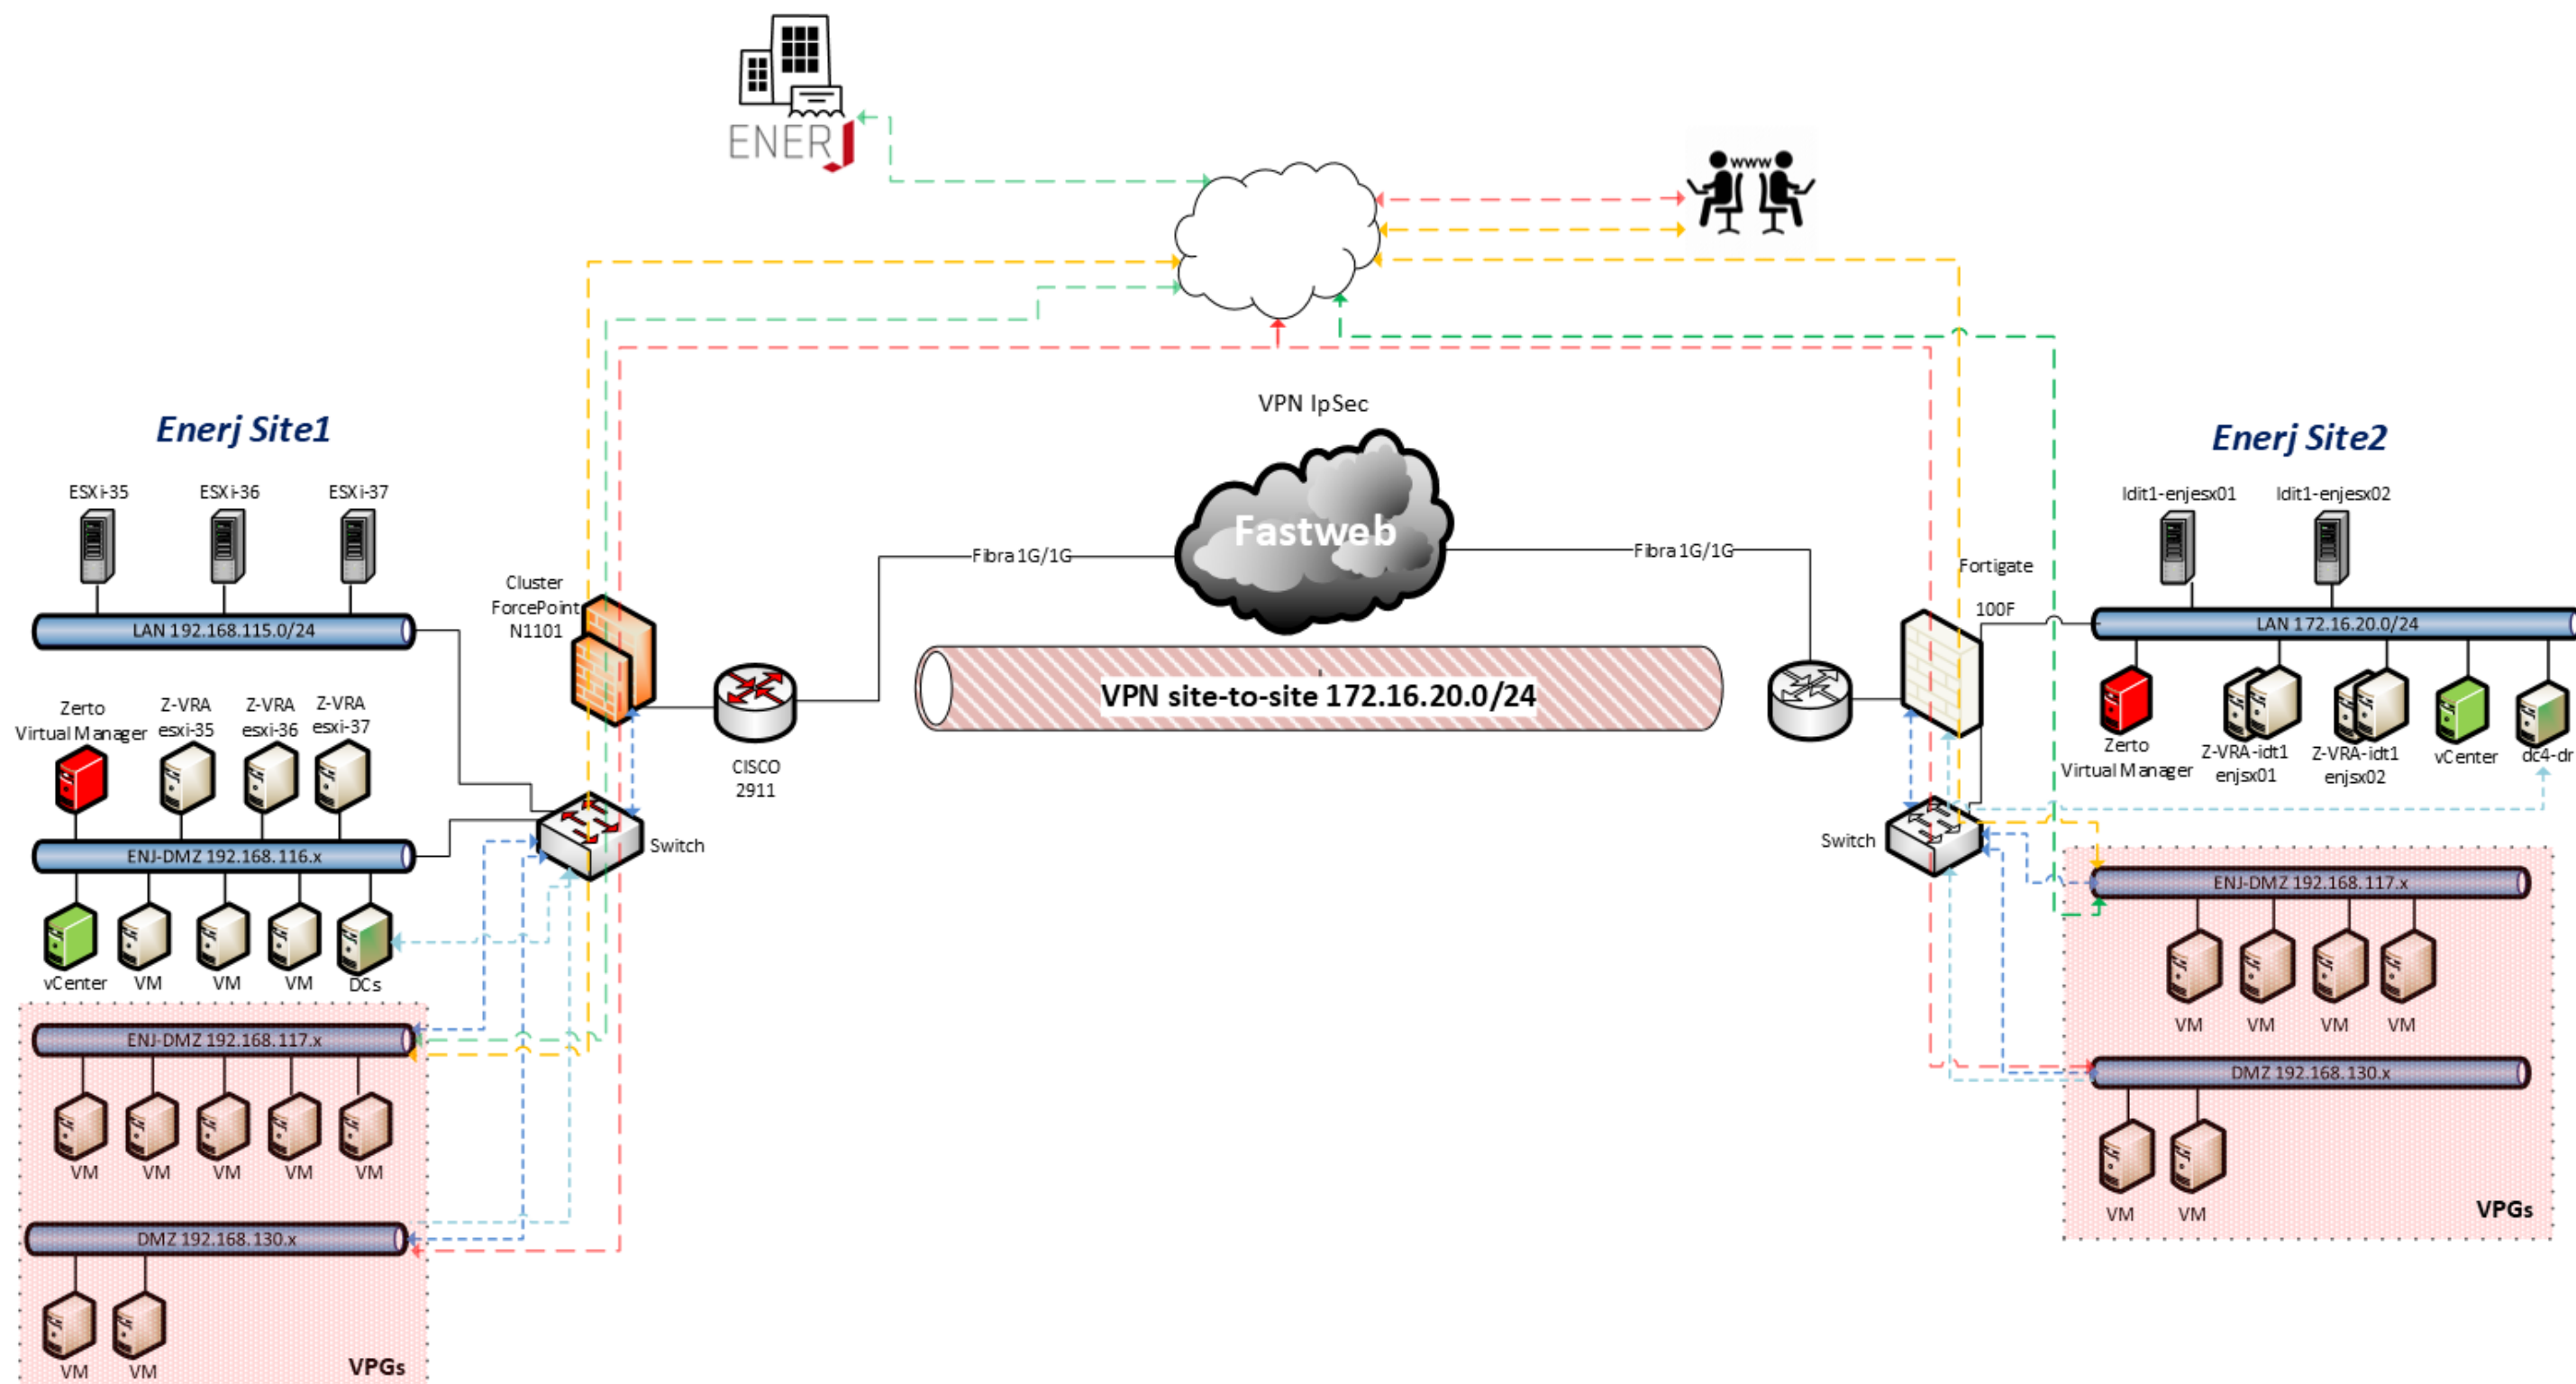 ENERJ
www
VPN IpSec
Fastweb
Fibra 1G/1G
Fibra 1G/1G
VPN site-to-site 172.16.20.0/24
Enerj Site1
ESXi-35
ESXi-36
ESXi-37
LAN 192.168.115.0/24
Cluster
ForcePoint
N1101
CISCO
2911
Switch
Zerto
Virtual Manager
Z-VRA
esxi-35
Z-VRA
esxi-36
Z-VRA
esxi-37
ENJ-DMZ 192.168.116.x
vCenter
VM
VM
VM
DCs
ENJ-DMZ 192.168.117.x
VM
VM
VM
VM
VM
DMZ 192.168.130.x
VM
VM
VPGs
Enerj Site2
Idit1-enjesx01
Idit1-enjesx02
Fortigate
100F
LAN 172.16.20.0/24
Zerto
Virtual Manager
Z-VRA-idt1
enjsx01
Z-VRA-idt1
enjsx02
vCenter
dc4-dr
Switch
ENJ-DMZ 192.168.117.x
VM
VM
VM
VM
DMZ 192.168.130.x
VM
VM
VPGs